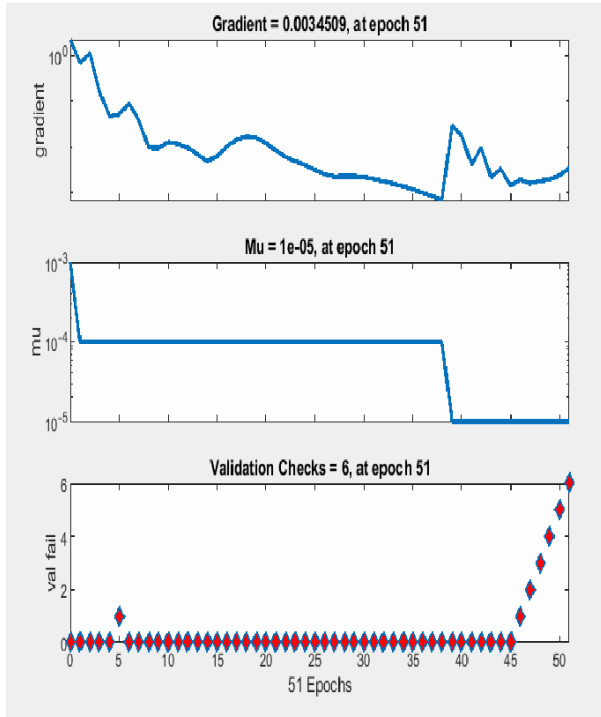 Gradient = 0.0034509, at epoch 51
10^0
gradient
Mu = 1e-05, at epoch 51
10^-3
10^-4
10^-5
mu
Validation Checks = 6, at epoch 51
6
4
2
0
val fail
0 5 10 15 20 25 30 35 40 45 50
51 Epochs